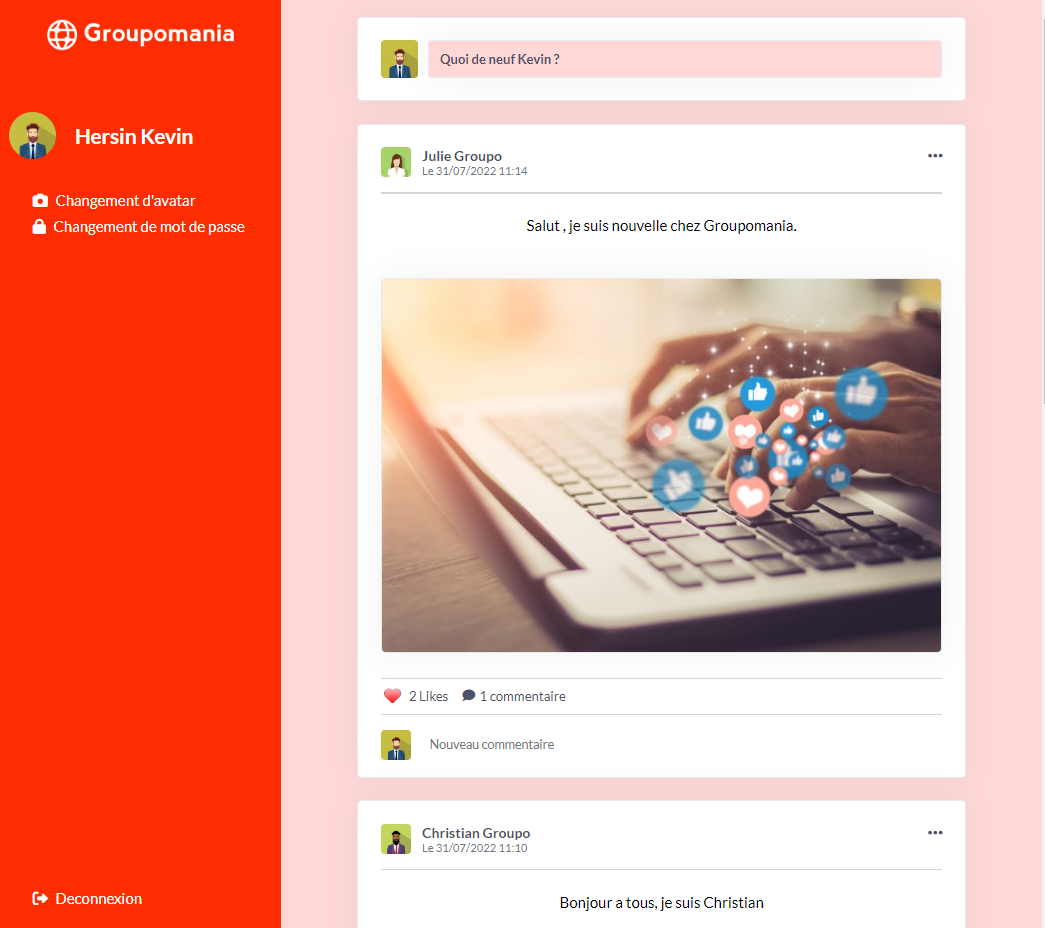 Groupomania
Hersin Kevin
Changement d'avatar
Changement de mot de passe
Deconnexion
Quoi de neuf Kevin ?
Julie Groupo
Le 31/07/2022 11:14
Salut , je suis nouvelle chez Groupomania.
2 Likes 1 commentaire
Nouveau commentaire
Christian Groupo
Le 31/07/2022 11:10
Bonjour a tous, je suis Christian